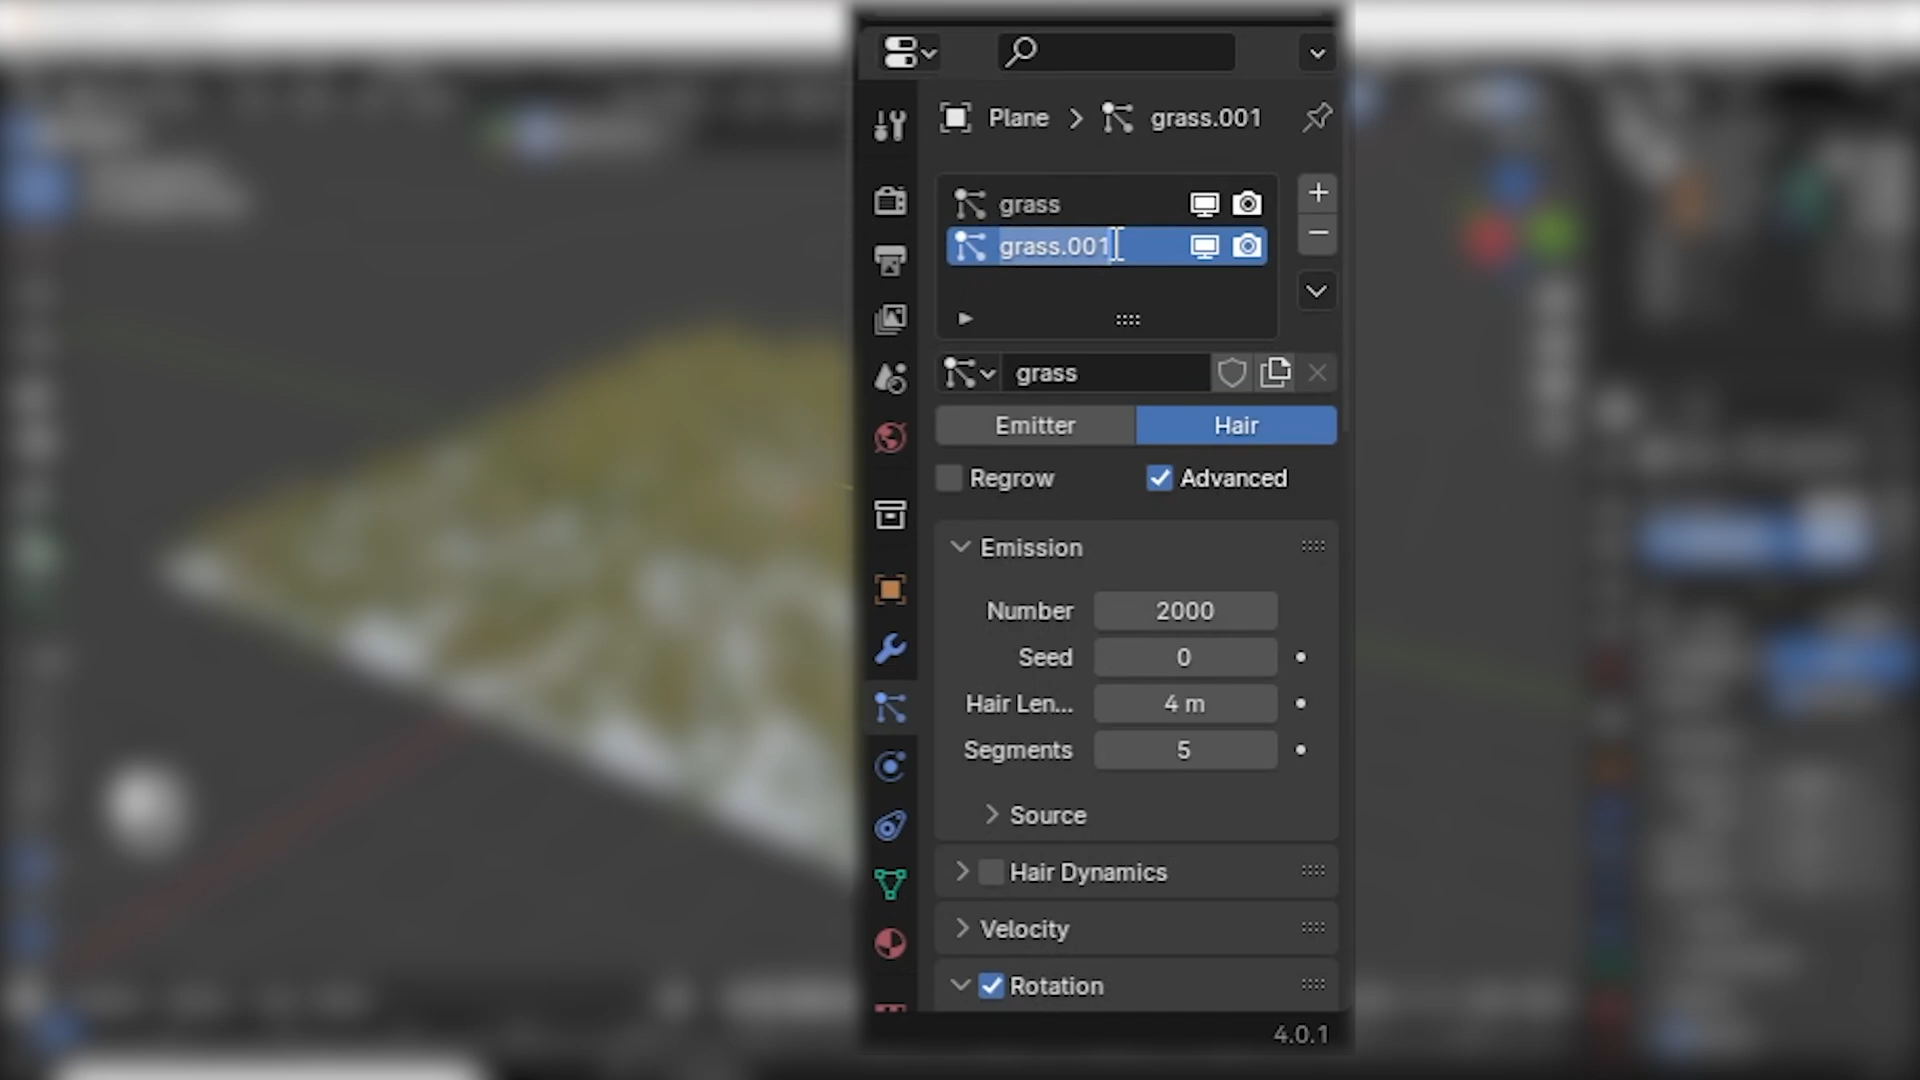 Plane > grass.001
grass
grass.001
grass
Emitter Hair
Regrow Advanced
Emission
Number 2000
Seed 0
Hair Len... 4 m
Segments 5
Source
Hair Dynamics
Velocity
Rotation
4.0.1